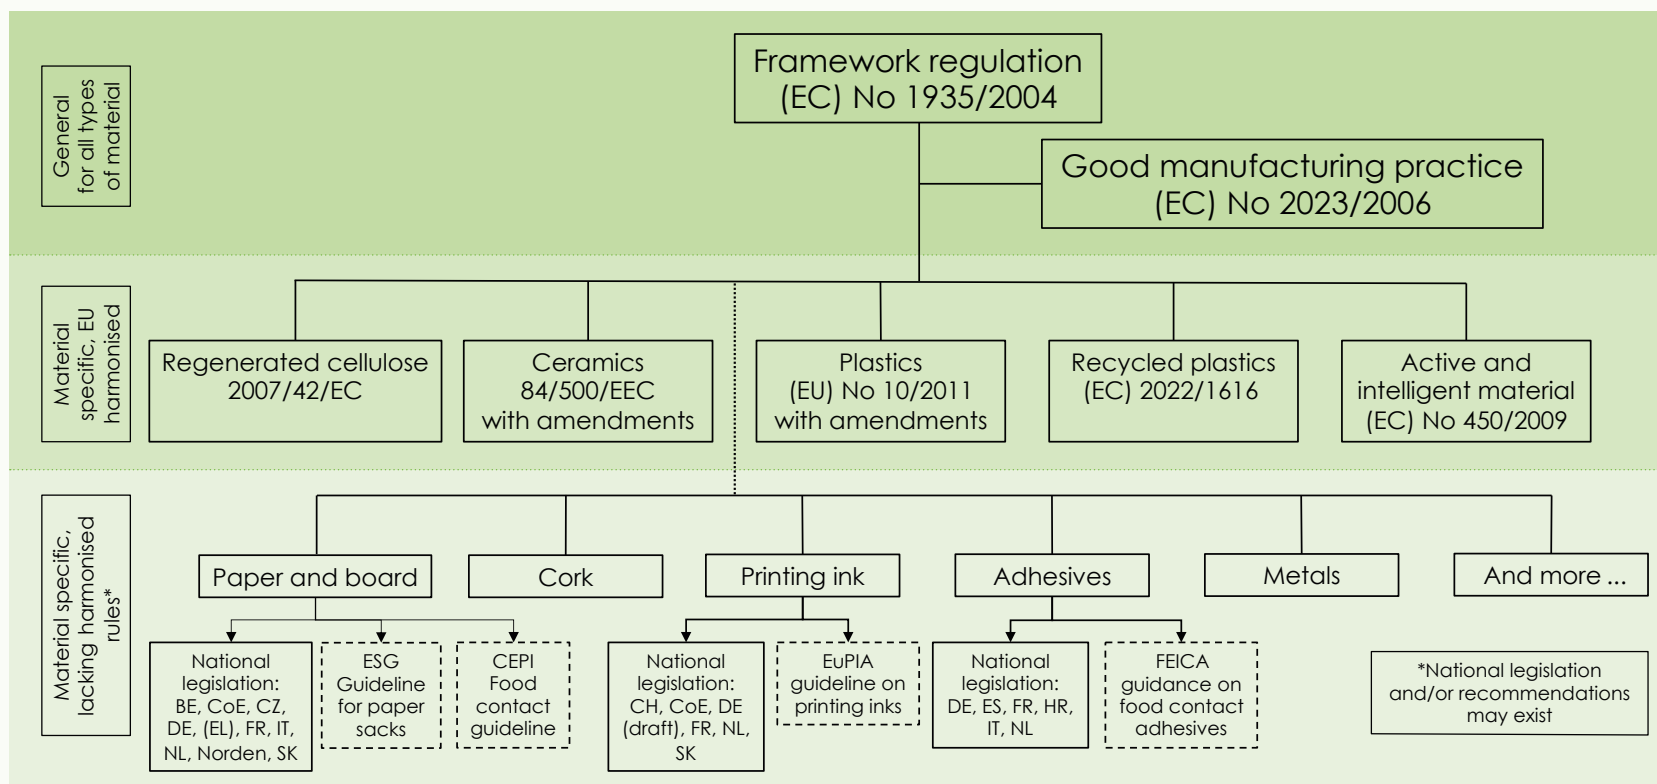 General
for all types
of material
Framework regulation
(EC) No 1935/2004
Good manufacturing practice
(EC) No 2023/2006
Material
specific, EU
harmonised
Regenerated cellulose
2007/42/EC
Ceramics
84/500/EEC
with amendments
Plastics
(EU) No 10/2011
with amendments
Recycled plastics
(EC) 2022/1616
Active and
intelligent material
(EC) No 450/2009
Material specific,
lacking harmonised
rules*
Paper and board
Cork
Printing ink
Adhesives
Metals
And more ...
National
legislation:
BE, CoE, CZ,
DE, (EL), FR, IT,
NL, Norden, SK
ESG
Guideline
for paper
sacks
CEPI
Food
contact
guideline
National
legislation:
CH, CoE, DE
(draft), FR, NL,
SK
EuPIA
guideline on
printing inks
National
legislation:
DE, ES, FR, HR,
IT, NL
FEICA
guidance on
food contact
adhesives
*National legislation
and/or recommendations
may exist